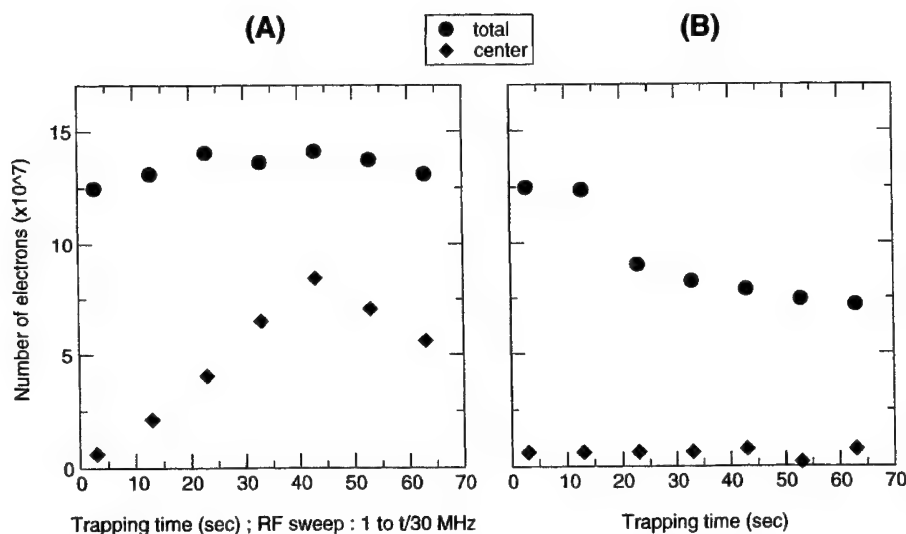 (A)
total
center
(B)
Number of electrons (x10^7)
15
10
5
0
0 10 20 30 40 50 60 70
Trapping time (sec) ; RF sweep : 1 to t/30 MHz
0 10 20 30 40 50 60 70
Trapping time (sec)